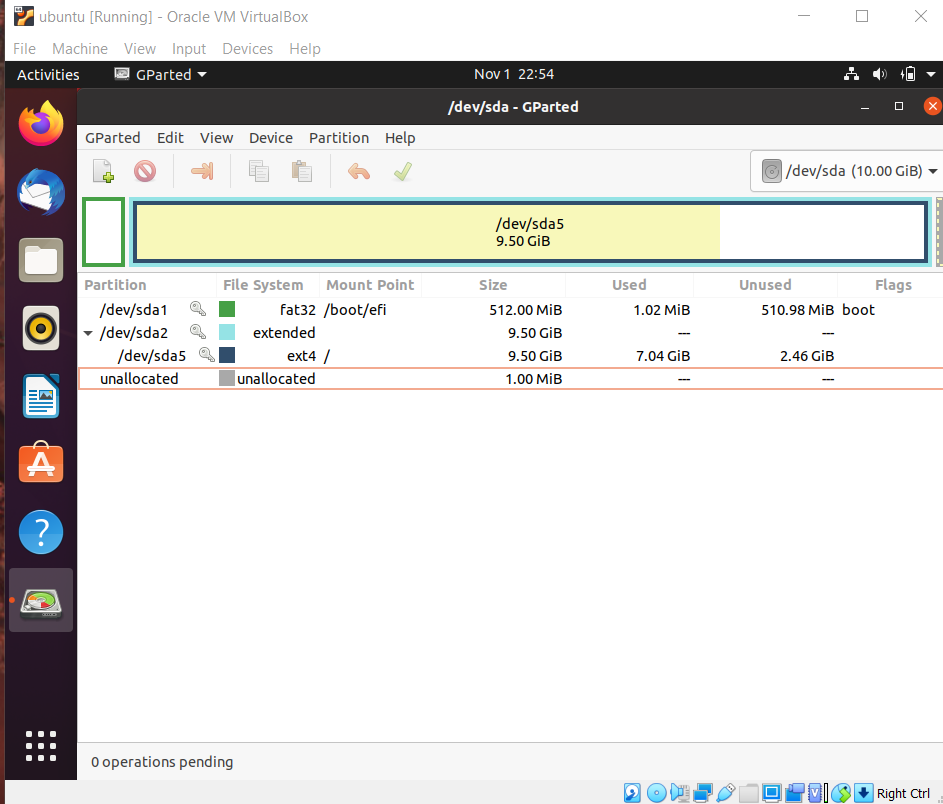 ubuntu [Running] - Oracle VM VirtualBox
File Machine View Input Devices Help
Activities GParted Nov 1 22:54
/dev/sda - GParted
GParted Edit View Device Partition Help
/dev/sda (10.00 GiB)
/dev/sda5
9.50 GiB
Partition File System Mount Point Size Used Unused Flags
/dev/sda1 fat32 /boot/efi 512.00 MiB 1.02 MiB 510.98 MiB boot
/dev/sda2 extended 9.50 GiB --- ---
/dev/sda5 ext4 / 9.50 GiB 7.04 GiB 2.46 GiB
unallocated unallocated 1.00 MiB --- ---
0 operations pending
Right Ctrl